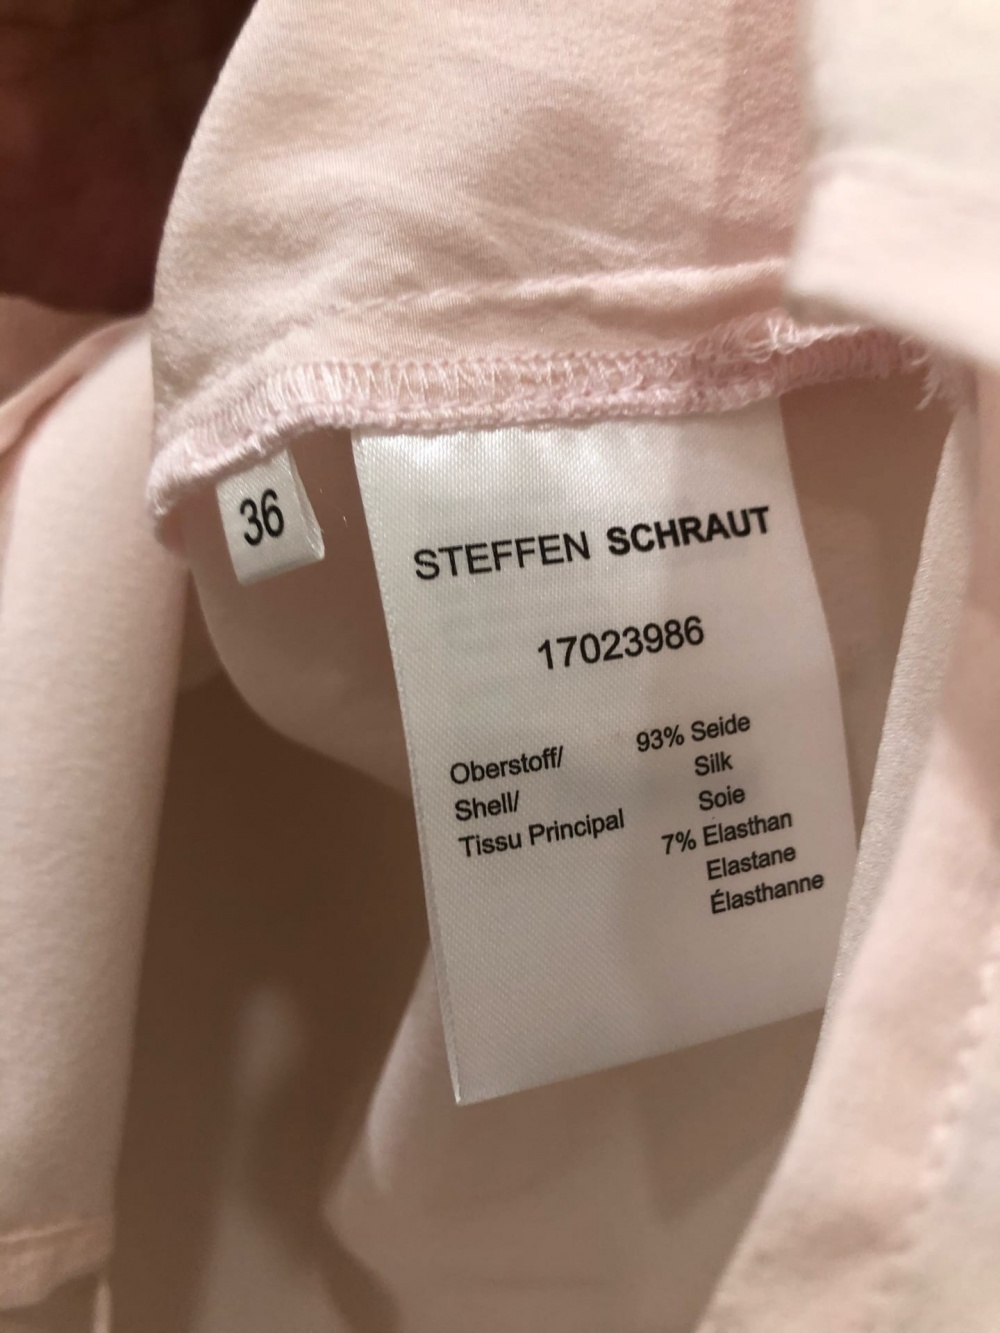 36
STEFFEN SCHRAUT
17023986
Oberstoff/ 93% Seide
Shell/ Silk
Tissu Principal Soie
7% Elasthan
Elastane
Élasthanne